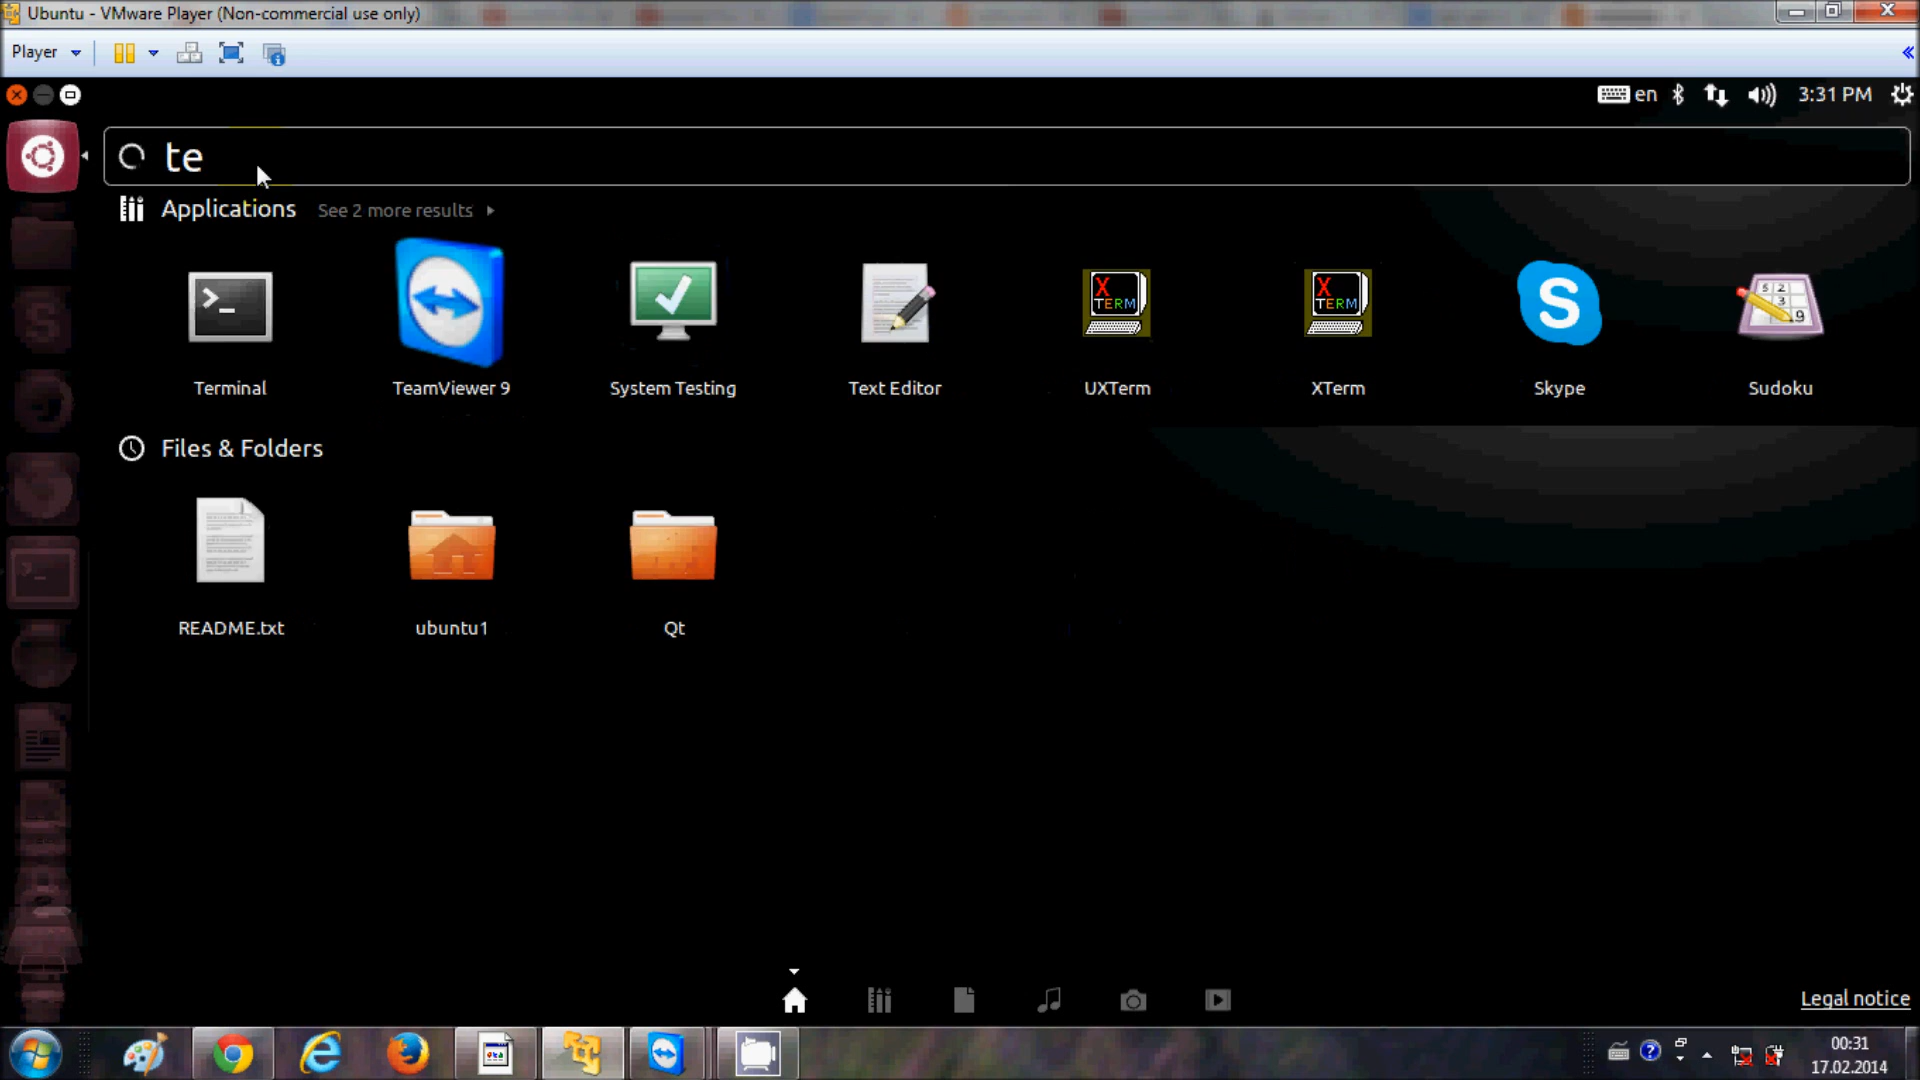 Ubuntu - VMware Player (Non-commercial use only)
Player
en 3:31 PM
te
Applications See 2 more results
X TERM X TERM
Terminal TeamViewer 9 System Testing Text Editor UXTerm XTerm Skype Sudoku
Files & Folders
README.txt ubuntu1 Qt
Legal notice
00:31
17.02.2014